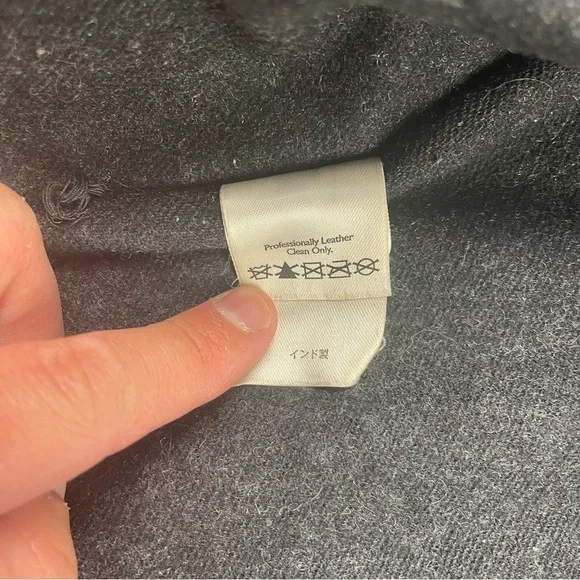 Professionally Leather
Clean Only.
インド製